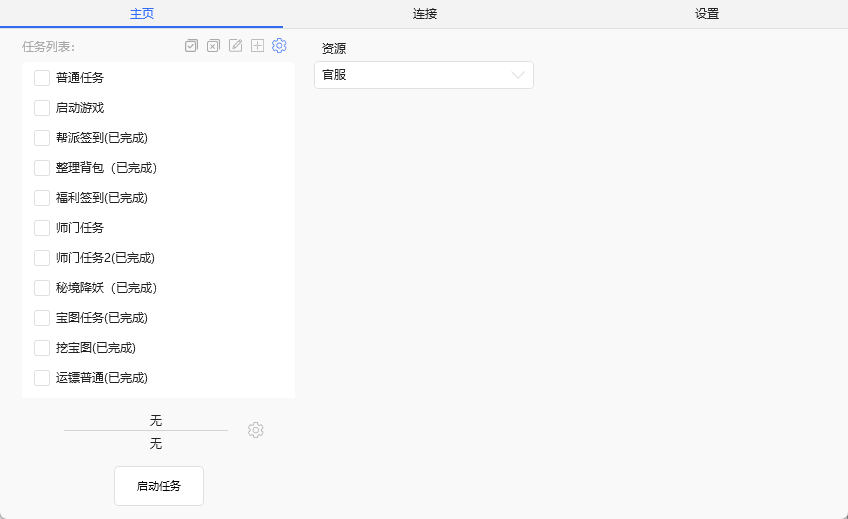 主页
连接
设置
任务列表:
普通任务
启动游戏
帮派签到(已完成)
整理背包（已完成)
福利签到(已完成)
师门任务
师门任务2(已完成)
秘境降妖（已完成)
宝图任务(已完成)
挖宝图(已完成)
运镖普通(已完成)
无
无
启动任务
资源
官服